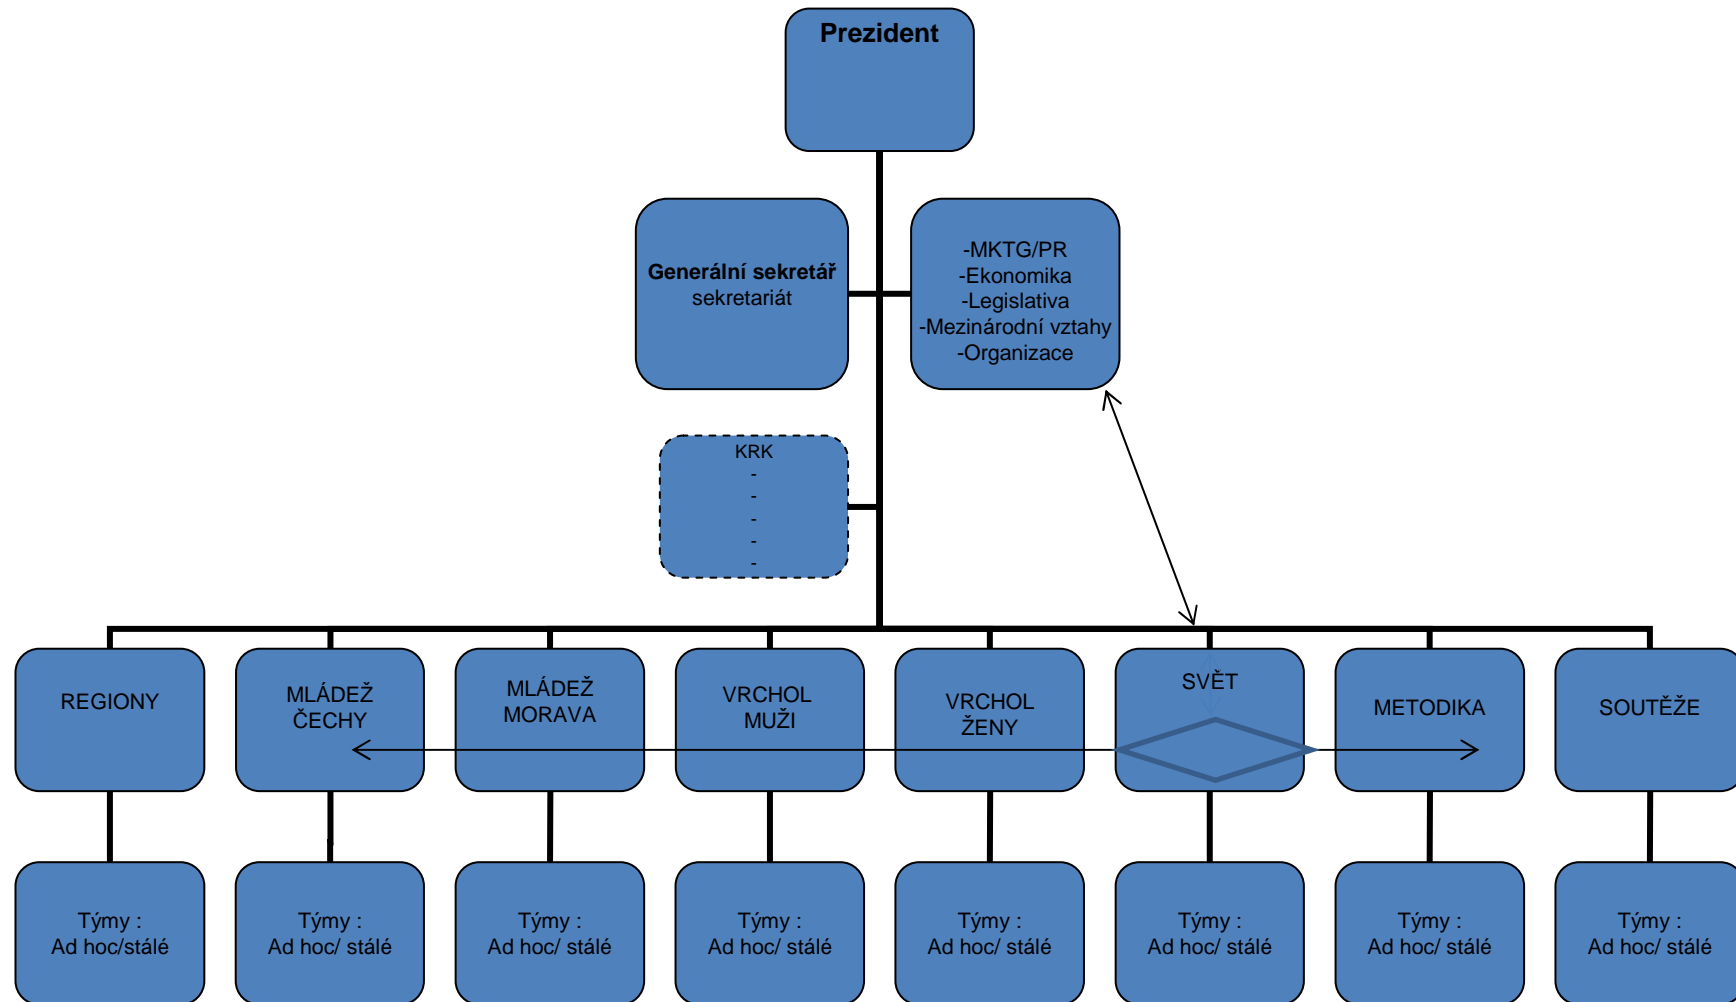 Prezident
Generální sekretář
sekretariát
-MKTG/PR
-Ekonomika
-Legislativa
-Mezinárodní vztahy
-Organizace
KRK
-
-
-
-
-
REGIONY
MLÁDEŽ
ČECHY
MLÁDEŽ
MORAVA
VRCHOL
MUŽI
VRCHOL
ŽENY
SVĚT
METODIKA
SOUTĚŽE
Týmy :
Ad hoc/stálé
Týmy :
Ad hoc/ stálé
Týmy :
Ad hoc/ stálé
Týmy :
Ad hoc/ stálé
Týmy :
Ad hoc/ stálé
Týmy :
Ad hoc/ stálé
Týmy :
Ad hoc/ stálé
Týmy :
Ad hoc/ stálé